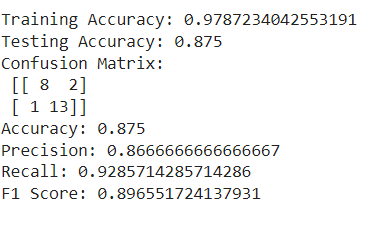 Training Accuracy: 0.9787234042553191
Testing Accuracy: 0.875
Confusion Matrix:
 [[ 8  2]
 [ 1 13]]
Accuracy: 0.875
Precision: 0.8666666666666667
Recall: 0.9285714285714286
F1 Score: 0.896551724137931